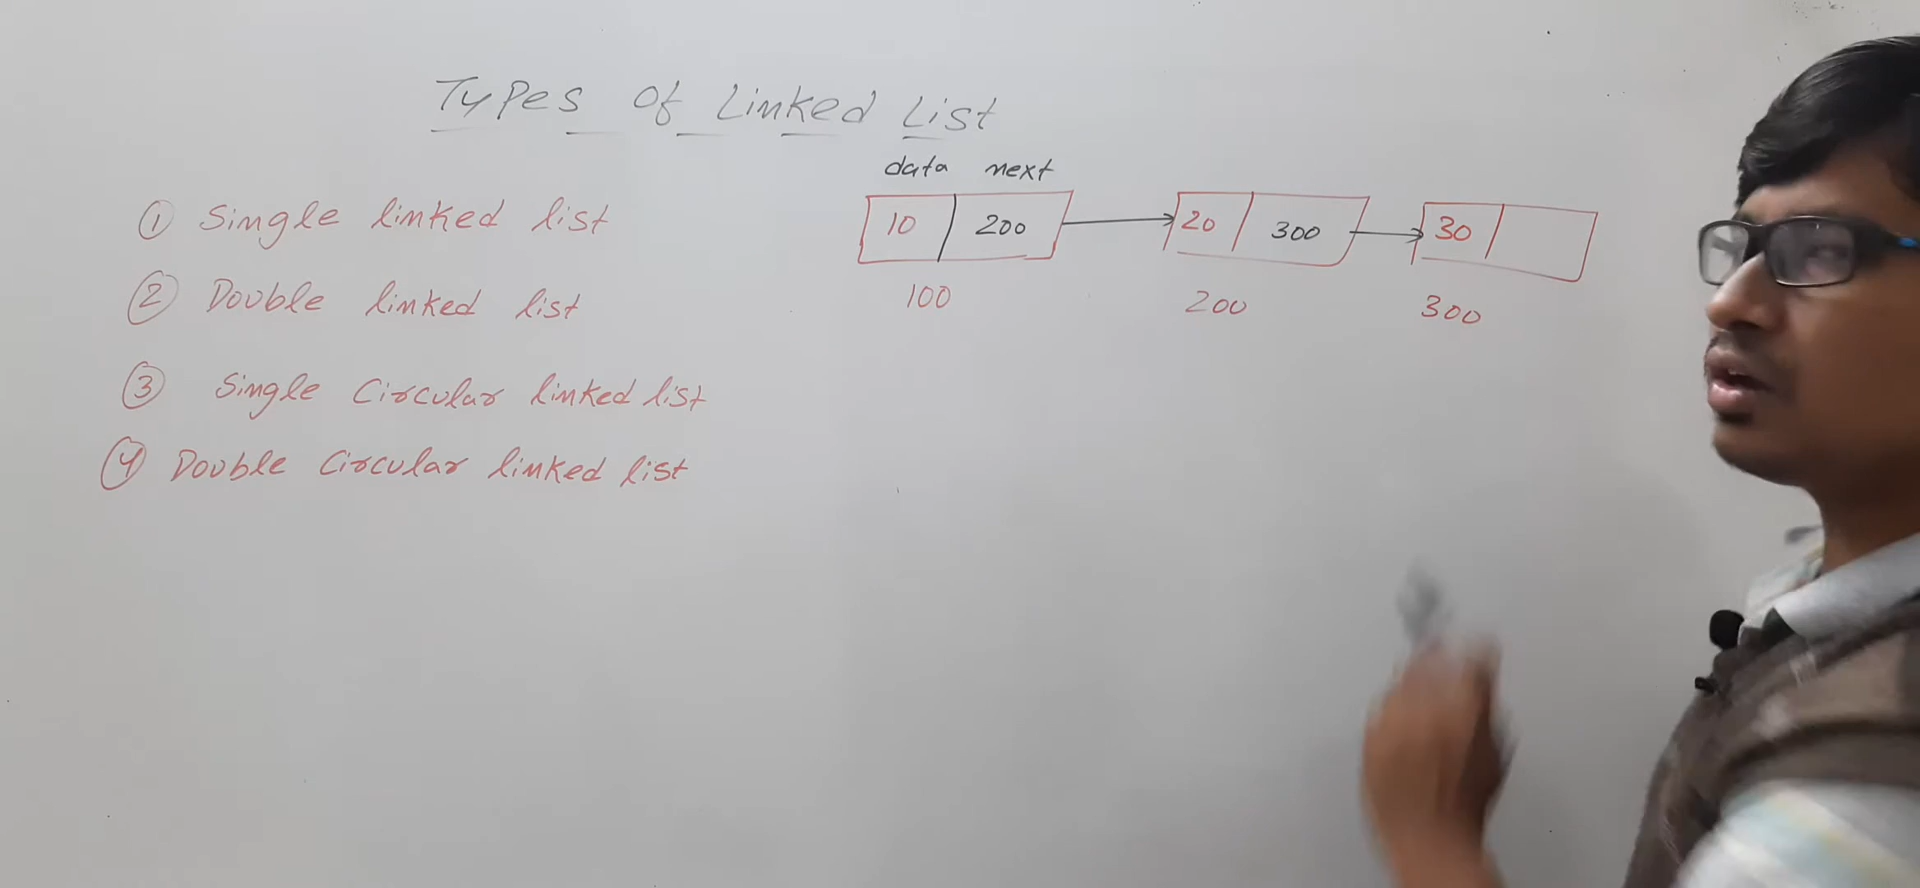 Types Of Linked List
① Single linked list
② Double linked list
③ Single Circular linked list
④ Double Circular linked list
data next
10 200 20 300 30
100 200 300